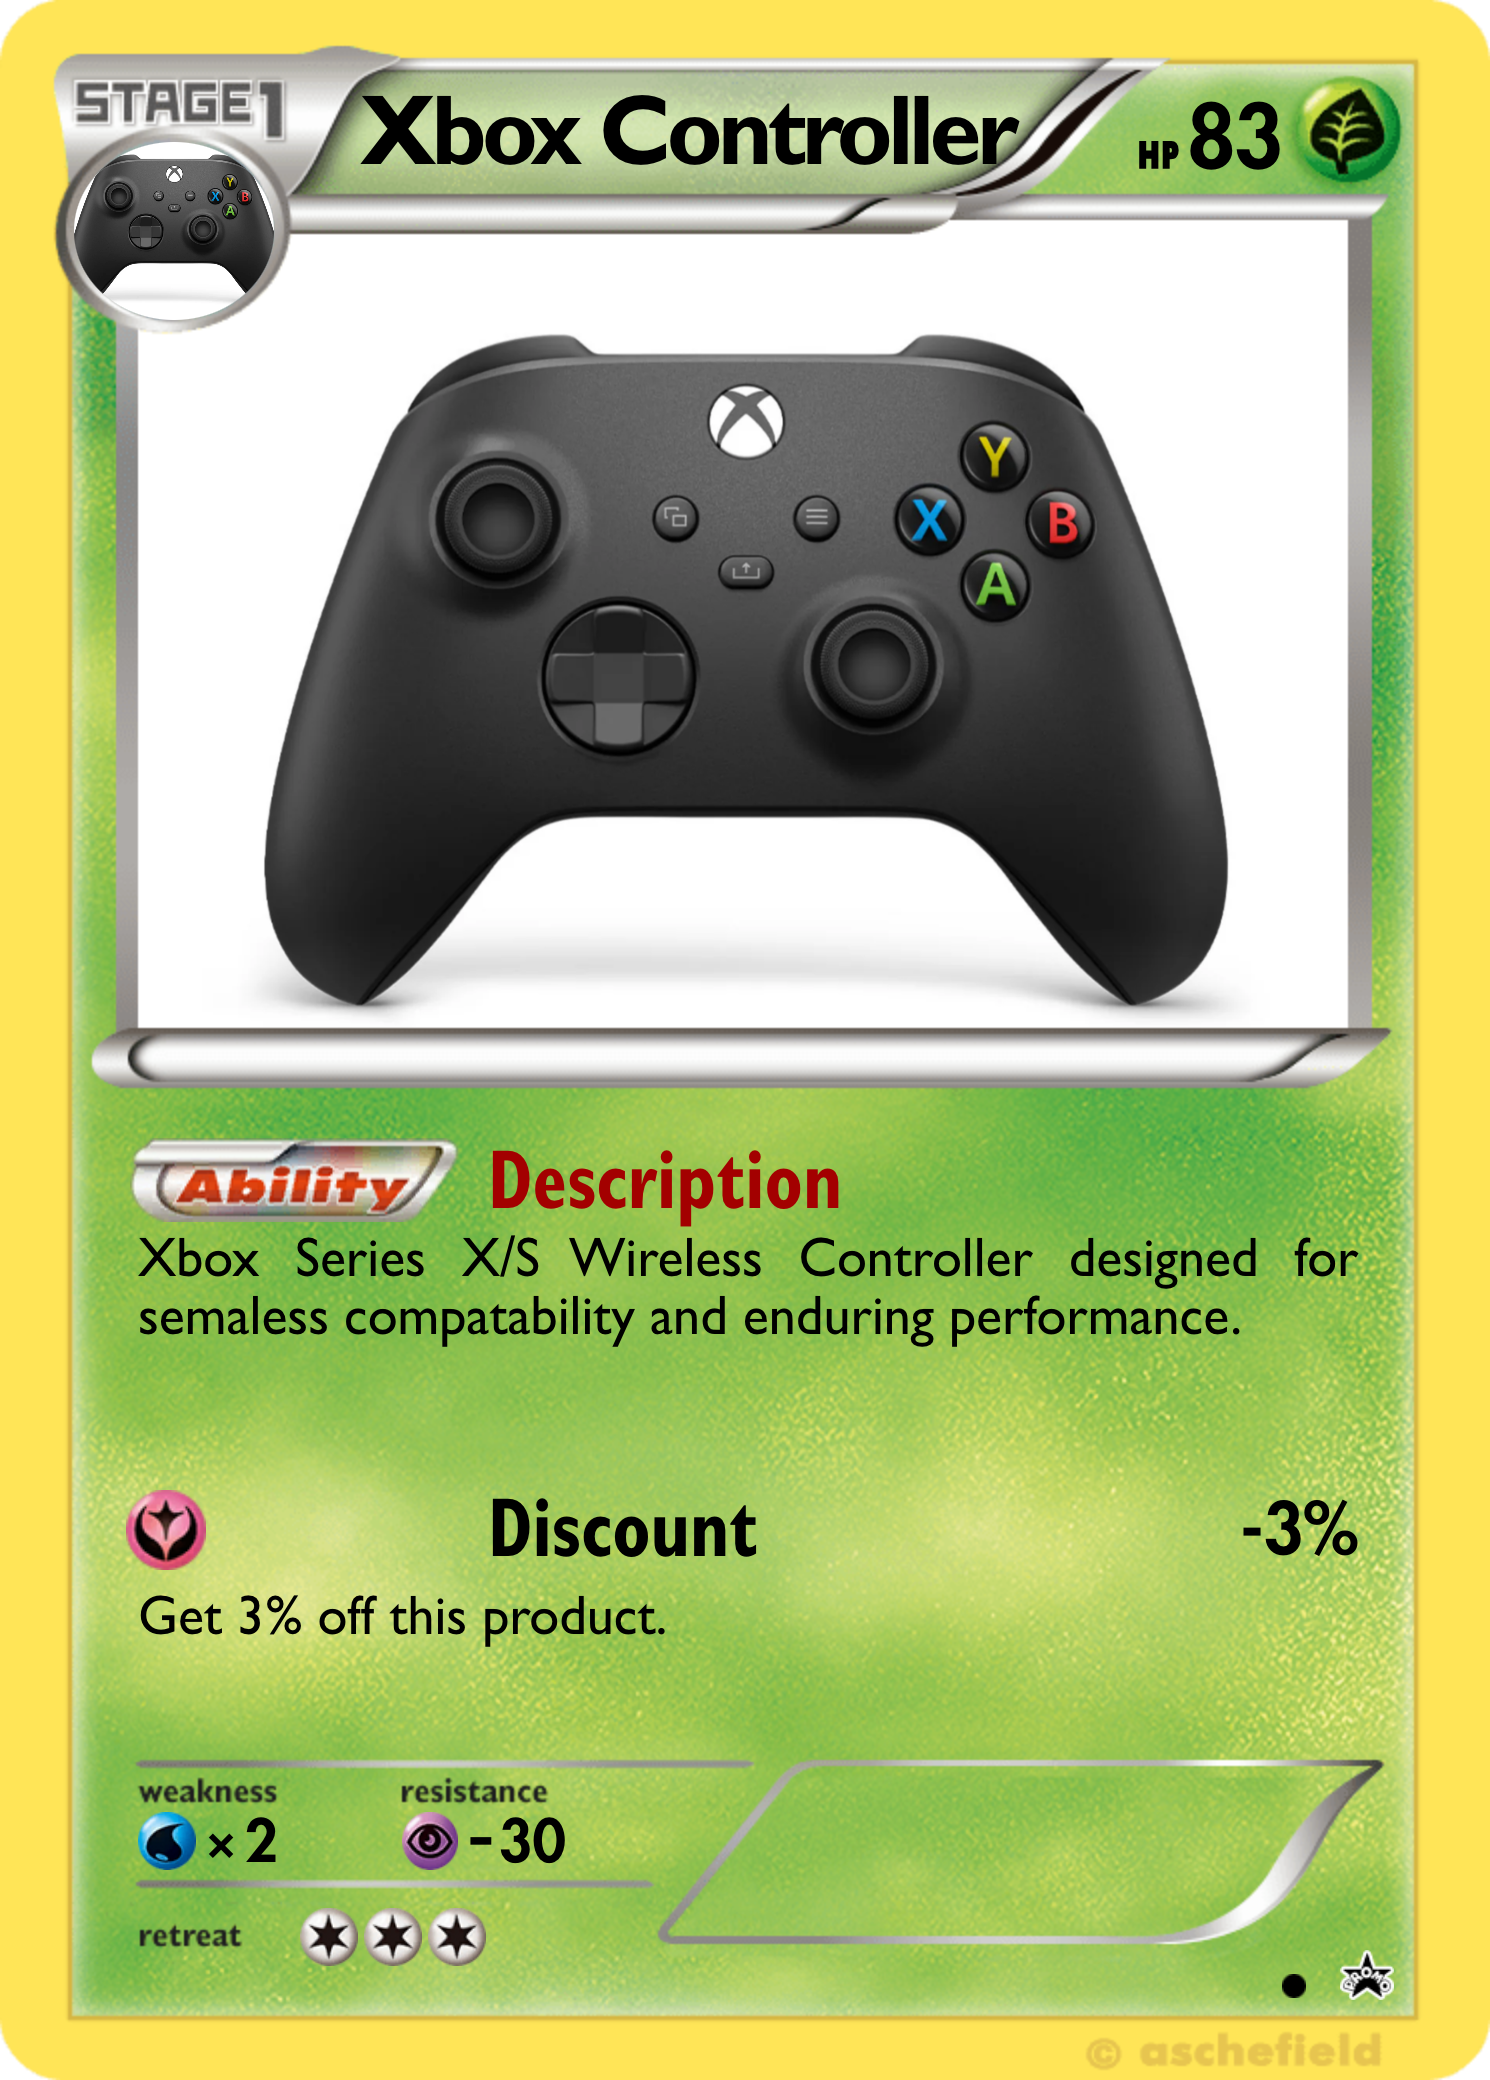 STAGE1
Xbox Controller
HP 83
Y
X
B
A
Ability
Description
Xbox Series X/S Wireless Controller designed for
semaless compatability and enduring performance.
Discount
-3%
Get 3% off this product.
weakness
resistance
×2
-30
retreat
PROMO
© aschefield